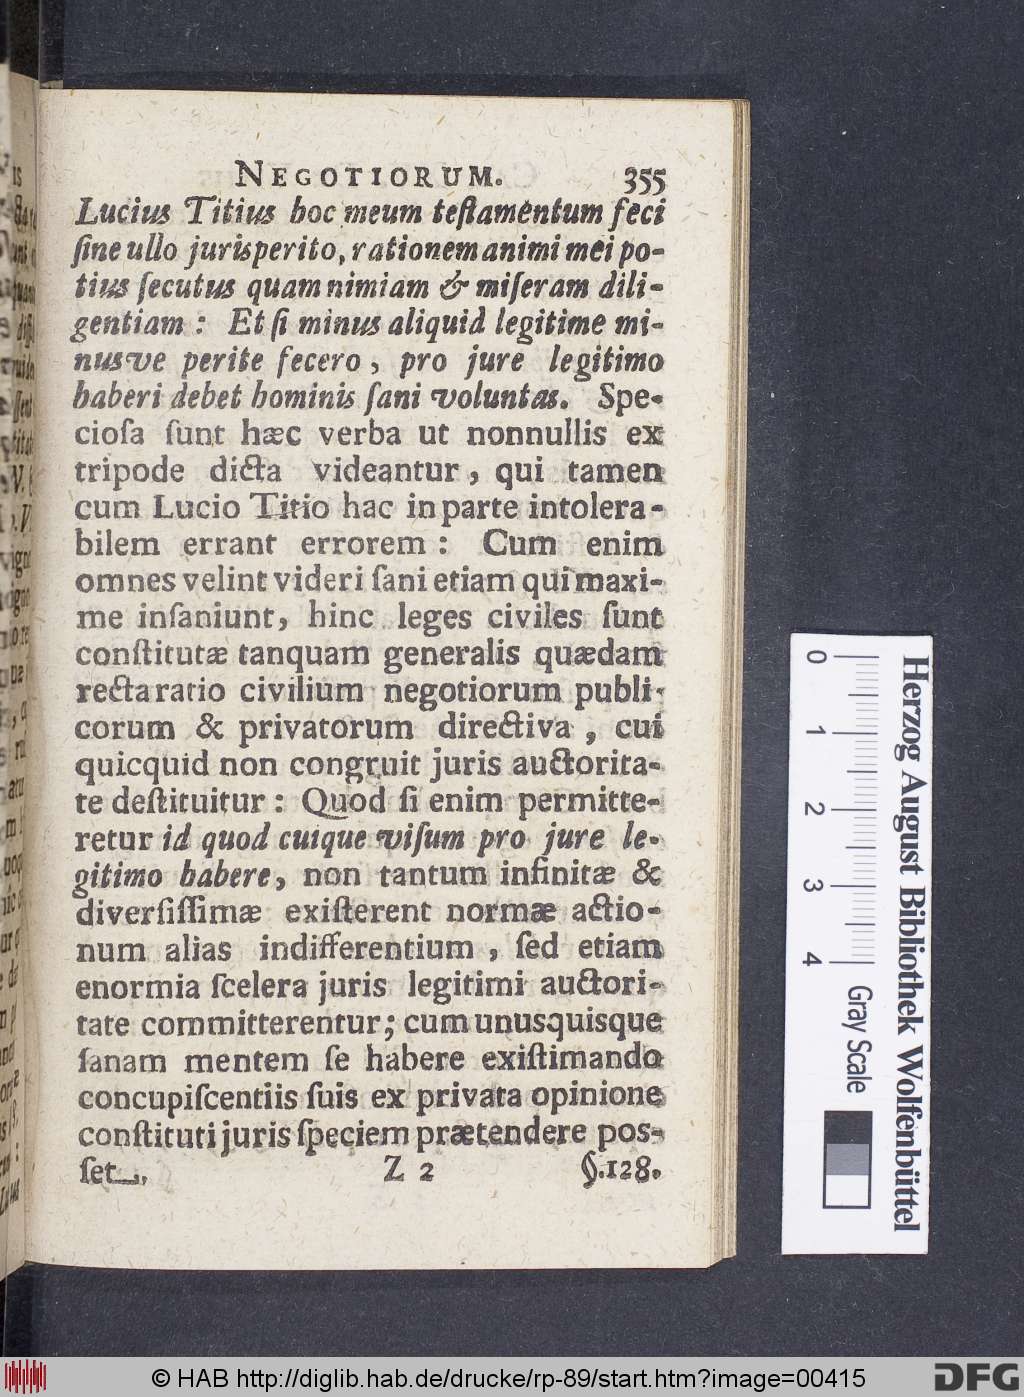 NEGOTIORUM. 355
Lucius Titius hoc meum teſtamentum feci
ſine ullo jurisperito, rationem animi mei po-
tius ſecutus quam nimiam & miſeram dili-
gentiam : Et ſi minus aliquid legitime mi-
nusve perite fecero, pro jure legitimo
haberi debet hominis ſani voluntas. Spe-
cioſa ſunt hæc verba ut nonnullis ex
tripode dicta videantur, qui tamen
cum Lucio Titio hac in parte intolera-
bilem errant errorem : Cum enim
omnes velint videri ſani etiam qui maxi-
me inſaniunt, hinc leges civiles ſunt
conſtitutæ tanquam generalis quædam
recta ratio civilium negotiorum publi-
corum & privatorum directiva, cui
quicquid non congruit juris auctorita-
te deſtituitur : Quod ſi enim permitte-
retur id quod cuique viſum pro jure le-
gitimo habere, non tantum infinitæ &
diverſiſſimæ exiſterent normæ actio-
num alias indifferentium, ſed etiam
enormia ſcelera juris legitimi auctori-
tate committerentur; cum unusquisque
ſanam mentem ſe habere exiſtimando
concupiſcentiis ſuis ex privata opinione
conſtituti juris ſpeciem prætendere pos-
ſet. Z 2 §.128.
0 1 2 3 4
Gray Scale
Herzog August Bibliothek Wolfenbüttel
© HAB http://diglib.hab.de/drucke/rp-89/start.htm?image=00415
DFG